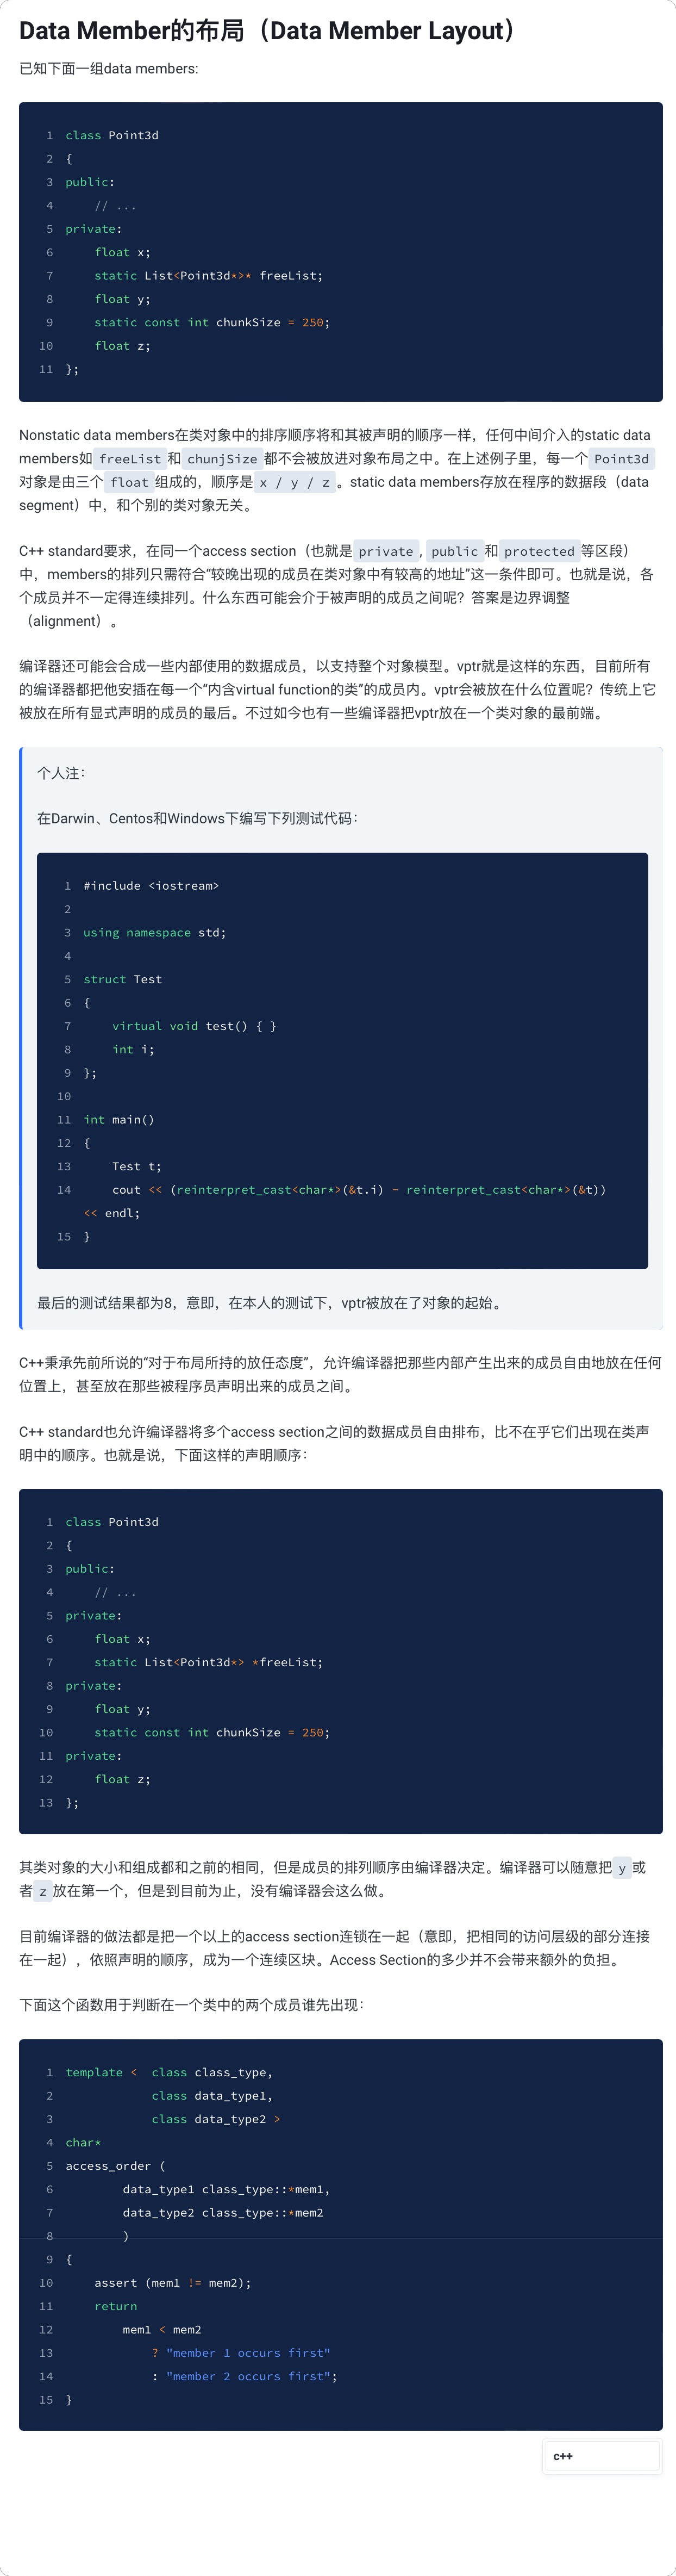 Data Member的布局（Data Member Layout）
已知下面一组data members:
1 class Point3d
2 {
3 public:
4     // ...
5 private:
6     float x;
7     static List<Point3d*>* freeList;
8     float y;
9     static const int chunkSize = 250;
10     float z;
11 };
Nonstatic data members在类对象中的排序顺序将和其被声明的顺序一样，任何中间介入的static data
members如 freeList 和 chunjSize 都不会被放进对象布局之中。在上述例子里，每一个 Point3d
对象是由三个 float 组成的，顺序是 x / y / z 。static data members存放在程序的数据段（data
segment）中，和个别的类对象无关。
C++ standard要求，在同一个access section（也就是 private , public 和 protected 等区段）
中，members的排列只需符合“较晚出现的成员在类对象中有较高的地址”这一条件即可。也就是说，各
个成员并不一定得连续排列。什么东西可能会介于被声明的成员之间呢？答案是边界调整
（alignment）。
编译器还可能会合成一些内部使用的数据成员，以支持整个对象模型。vptr就是这样的东西，目前所有
的编译器都把他安插在每一个“内含virtual function的类”的成员内。vptr会被放在什么位置呢？传统上它
被放在所有显式声明的成员的最后。不过如今也有一些编译器把vptr放在一个类对象的最前端。
个人注：
在Darwin、Centos和Windows下编写下列测试代码：
1 #include <iostream>
2
3 using namespace std;
4
5 struct Test
6 {
7     virtual void test() { }
8     int i;
9 };
10
11 int main()
12 {
13     Test t;
14     cout << (reinterpret_cast<char*>(&t.i) - reinterpret_cast<char*>(&t))
<< endl;
15 }
最后的测试结果都为8，意即，在本人的测试下，vptr被放在了对象的起始。
C++秉承先前所说的“对于布局所持的放任态度”，允许编译器把那些内部产生出来的成员自由地放在任何
位置上，甚至放在那些被程序员声明出来的成员之间。
C++ standard也允许编译器将多个access section之间的数据成员自由排布，比不在乎它们出现在类声
明中的顺序。也就是说，下面这样的声明顺序：
1 class Point3d
2 {
3 public:
4     // ...
5 private:
6     float x;
7     static List<Point3d*> *freeList;
8 private:
9     float y;
10     static const int chunkSize = 250;
11 private:
12     float z;
13 };
其类对象的大小和组成都和之前的相同，但是成员的排列顺序由编译器决定。编译器可以随意把 y 或
者 z 放在第一个，但是到目前为止，没有编译器会这么做。
目前编译器的做法都是把一个以上的access section连锁在一起（意即，把相同的访问层级的部分连接
在一起），依照声明的顺序，成为一个连续区块。Access Section的多少并不会带来额外的负担。
下面这个函数用于判断在一个类中的两个成员谁先出现：
1 template <  class class_type,
2             class data_type1,
3             class data_type2 >
4 char*
5 access_order (
6         data_type1 class_type::*mem1,
7         data_type2 class_type::*mem2
8         )
9 {
10     assert (mem1 != mem2);
11     return
12         mem1 < mem2
13             ? "member 1 occurs first"
14             : "member 2 occurs first";
15 }
c++